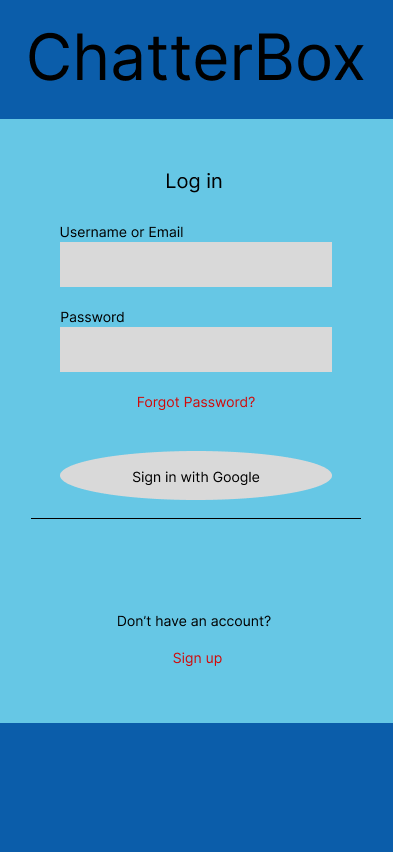 ChatterBox
Log in
Username or Email
Password
Forgot Password?
Sign in with Google
Don't have an account?
Sign up